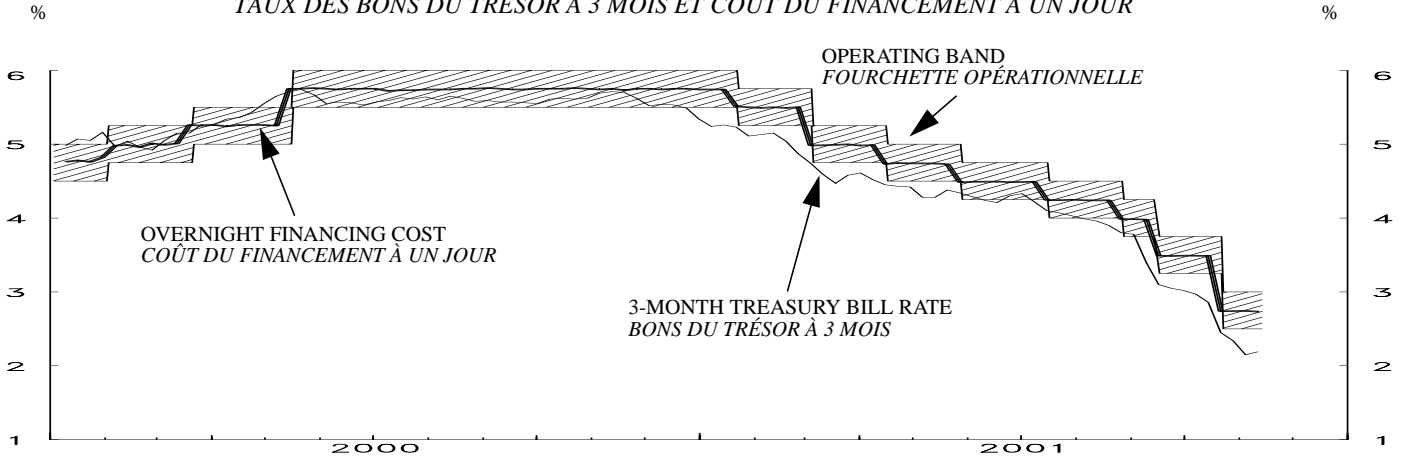 TAUX DES BONS DU TRÉSOR À 3 MOIS ET COÛT DU FINANCEMENT À UN JOUR
% %
OPERATING BAND
FOURCHETTE OPÉRATIONNELLE
6 6
5 5
OVERNIGHT FINANCING COST
COÛT DU FINANCEMENT À UN JOUR
4 4
3 3
3-MONTH TREASURY BILL RATE
BONS DU TRÉSOR À 3 MOIS
2 2
1 1
2000 2001